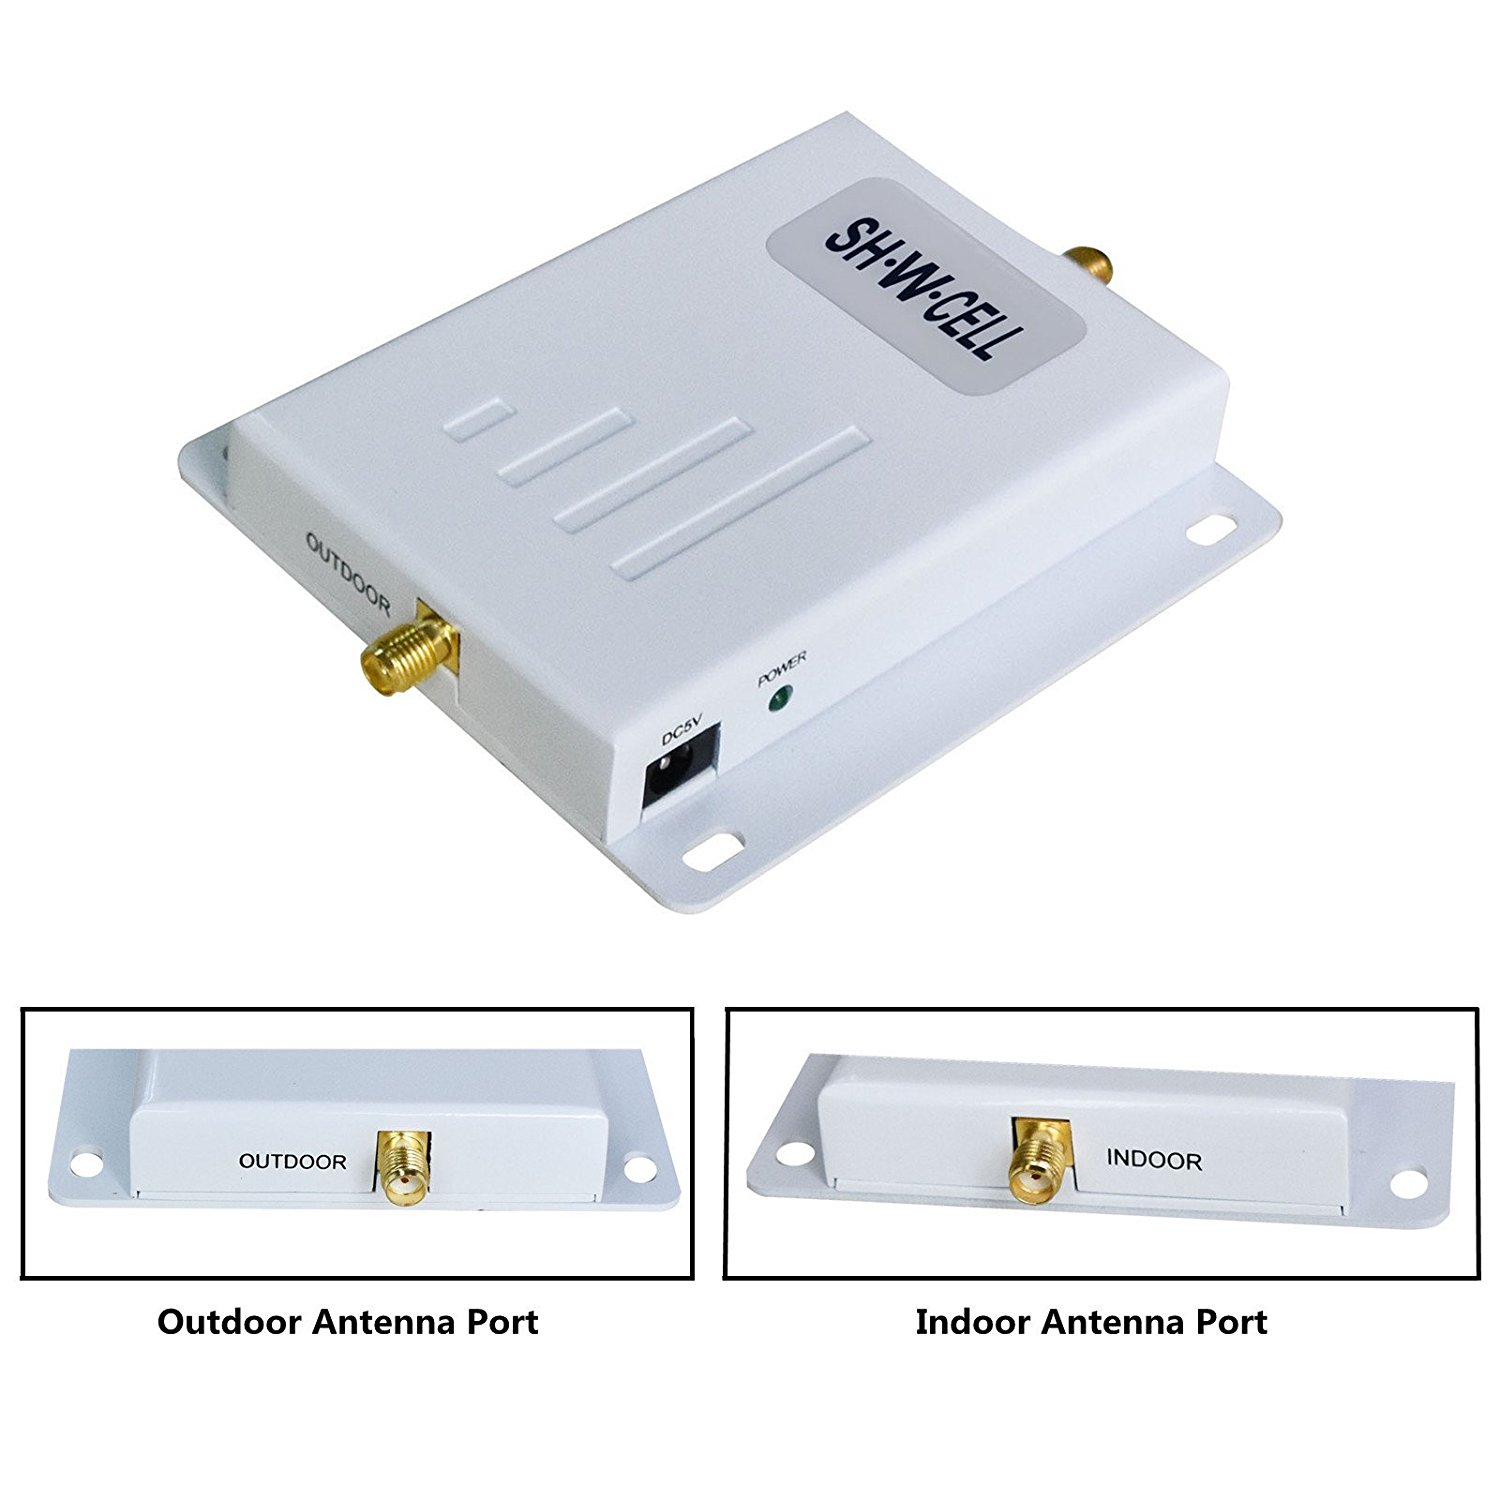 SH·W·CELL
OUTDOOR
POWER
DC5V
OUTDOOR
INDOOR
Outdoor Antenna Port
Indoor Antenna Port